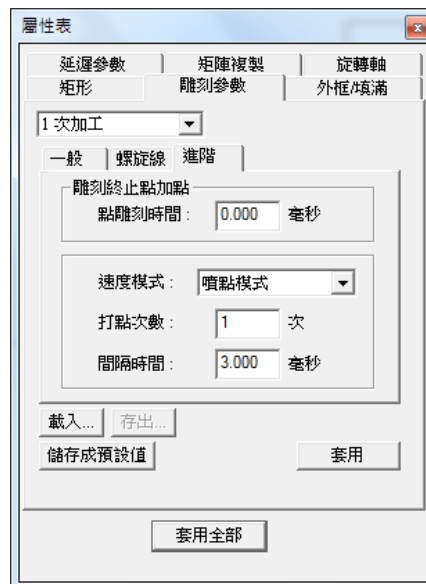 屬性表
延遲參數 矩陣複製 旋轉軸
矩形 雕刻參數 外框/填滿
1 次加工
一般 螺旋線 進階
雕刻終止點加點
點雕刻時間： 0.000 毫秒
速度模式： 噴點模式
打點次數： 1 次
間隔時間： 3.000 毫秒
載入... 存出...
儲存成預設值 套用
套用全部